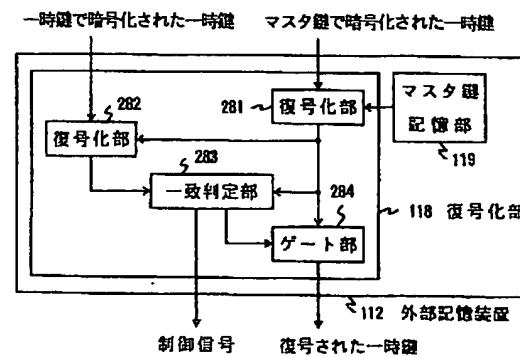 一時鍵で暗号化された一時鍵
マスタ鍵で暗号化された一時鍵
282
復号化部
281
復号化部
マスタ鍵
記憶部
119
283
一致判定部
284
ゲート部
118 復号化部
112 外部記憶装置
制御信号
復号された一時鍵